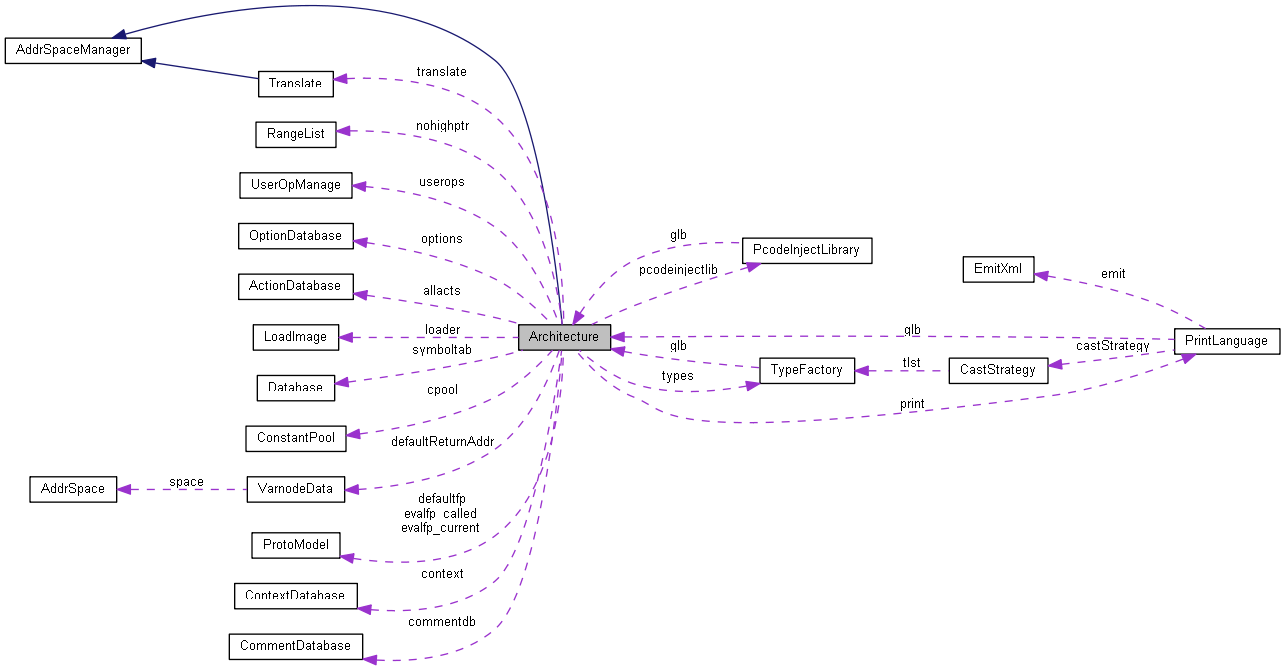 AddrSpaceManager
translate
Translate
nohighptr
RangeList
userops
UserOpManage
options
OptionDatabase
glb
PcodeInjectLibrary
pcodeinjectlib
EmitXml
emit
allacts
ActionDatabase
loader
LoadImage
Architecture
glb
PrintLanguage
symboltab
glb
castStrategy
tlst
TypeFactory
CastStrategy
types
Database
cpool
print
ConstantPool
defaultReturnAddr
space
AddrSpace
VarnodeData
defaultfp
evalfp_called
evalfp_current
ProtoModel
context
ContextDatabase
commentdb
CommentDatabase